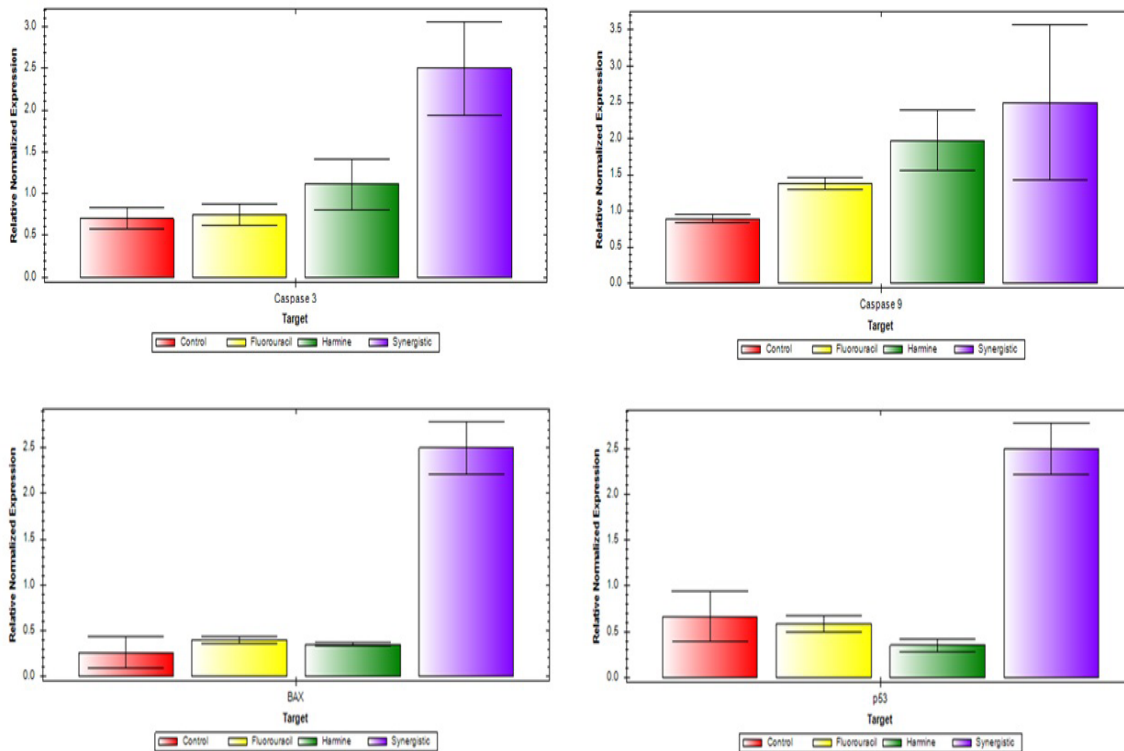 Relative Normalized Expression
3.0
2.5
2.0
1.5
1.0
0.5
0.0
Caspase 3
Target
Control Fluorouracil Harmine Synergistic
Relative Normalized Expression
3.5
3.0
2.5
2.0
1.5
1.0
0.5
0.0
Caspase 9
Target
Control Fluorouracil Harmine Synergistic
Relative Normalized Expression
2.5
2.0
1.5
1.0
0.5
0.0
BAX
Target
Control Fluorouracil Harmine Synergistic
Relative Normalized Expression
2.5
2.0
1.5
1.0
0.5
0.0
p53
Target
Control Fluorouracil Harmine Synergistic